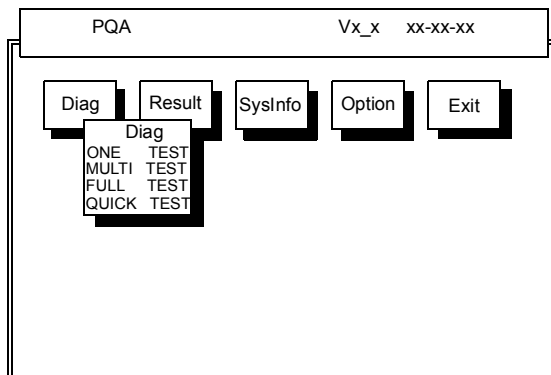 PQA Vx_x xx-xx-xx
Diag Result SysInfo Option Exit
Diag
ONE TEST
MULTI TEST
FULL TEST
QUICK TEST